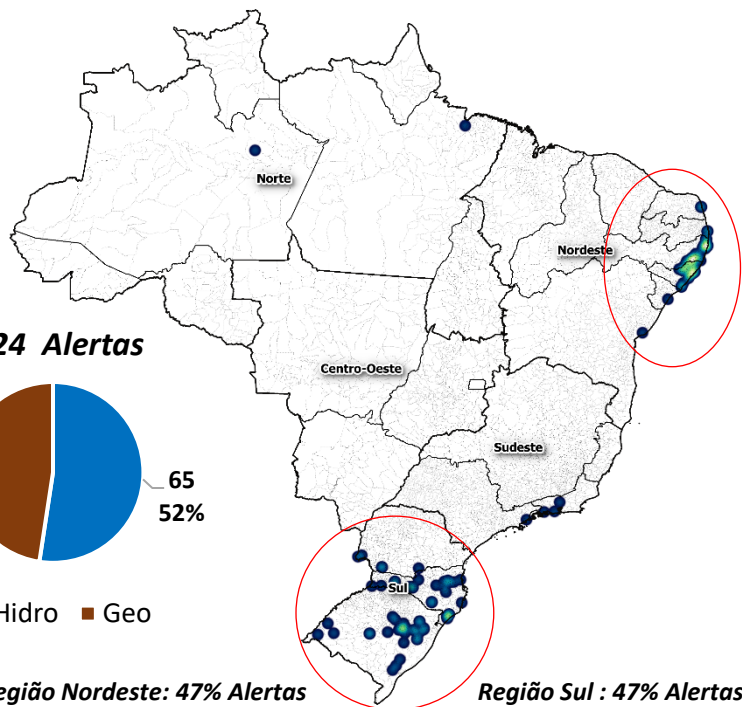 Norte
Nordeste
24 Alertas
Centro-Oeste
Sudeste
65
52%
Sul
Hidro Geo
egião Nordeste: 47% Alertas
Região Sul : 47% Alertas